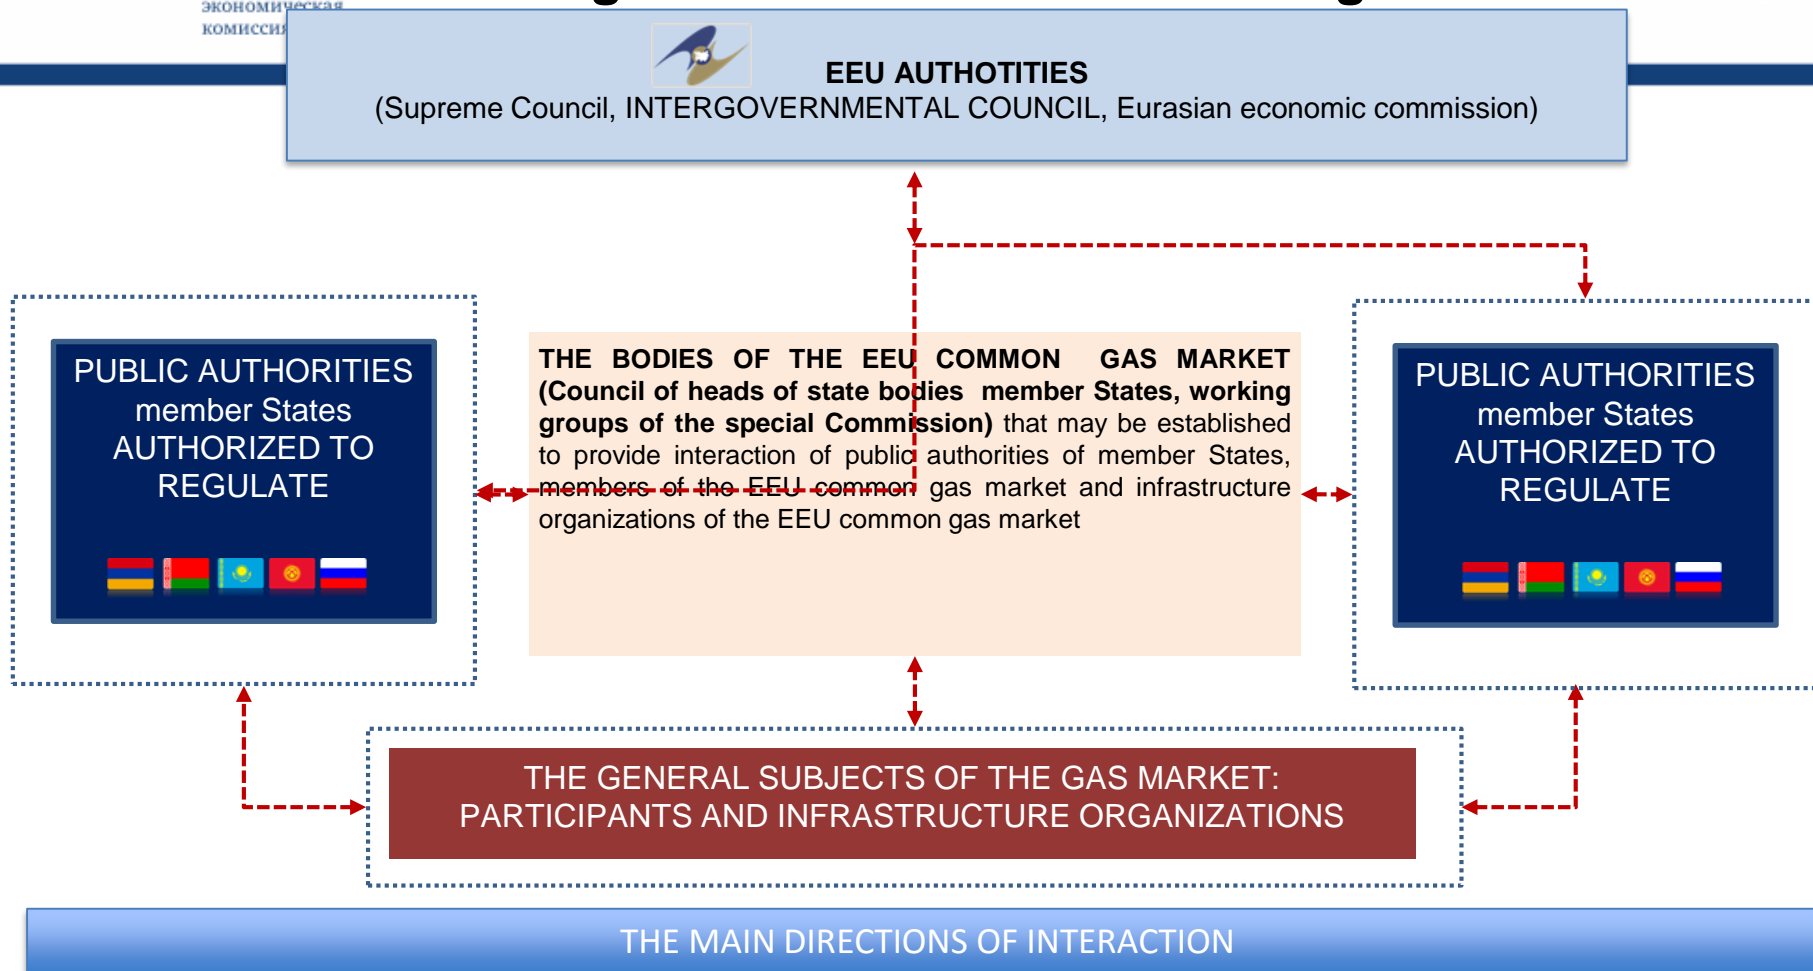 экономическая
комиссия
EEU AUTHOTITIES
(Supreme Council, INTERGOVERNMENTAL COUNCIL, Eurasian economic commission)
PUBLIC AUTHORITIES
member States
AUTHORIZED TO
REGULATE
THE BODIES OF THE EEU COMMON GAS MARKET
(Council of heads of state bodies member States, working
groups of the special Commission) that may be established
to provide interaction of public authorities of member States,
members of the EEU common gas market and infrastructure
organizations of the EEU common gas market
PUBLIC AUTHORITIES
member States
AUTHORIZED TO
REGULATE
THE GENERAL SUBJECTS OF THE GAS MARKET:
PARTICIPANTS AND INFRASTRUCTURE ORGANIZATIONS
THE MAIN DIRECTIONS OF INTERACTION